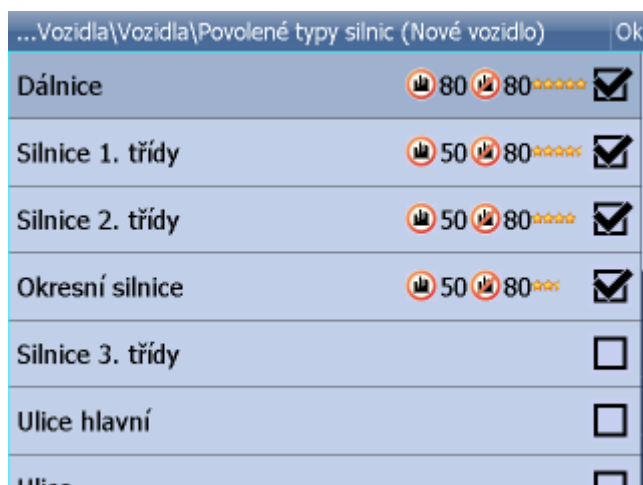 ...Vozidla\Vozidla\Povolené typy silnic (Nové vozidlo) Ok
Dálnice 80 80
Silnice 1. třídy 50 80
Silnice 2. třídy 50 80
Okresní silnice 50 80
Silnice 3. třídy
Ulice hlavní
Ulice